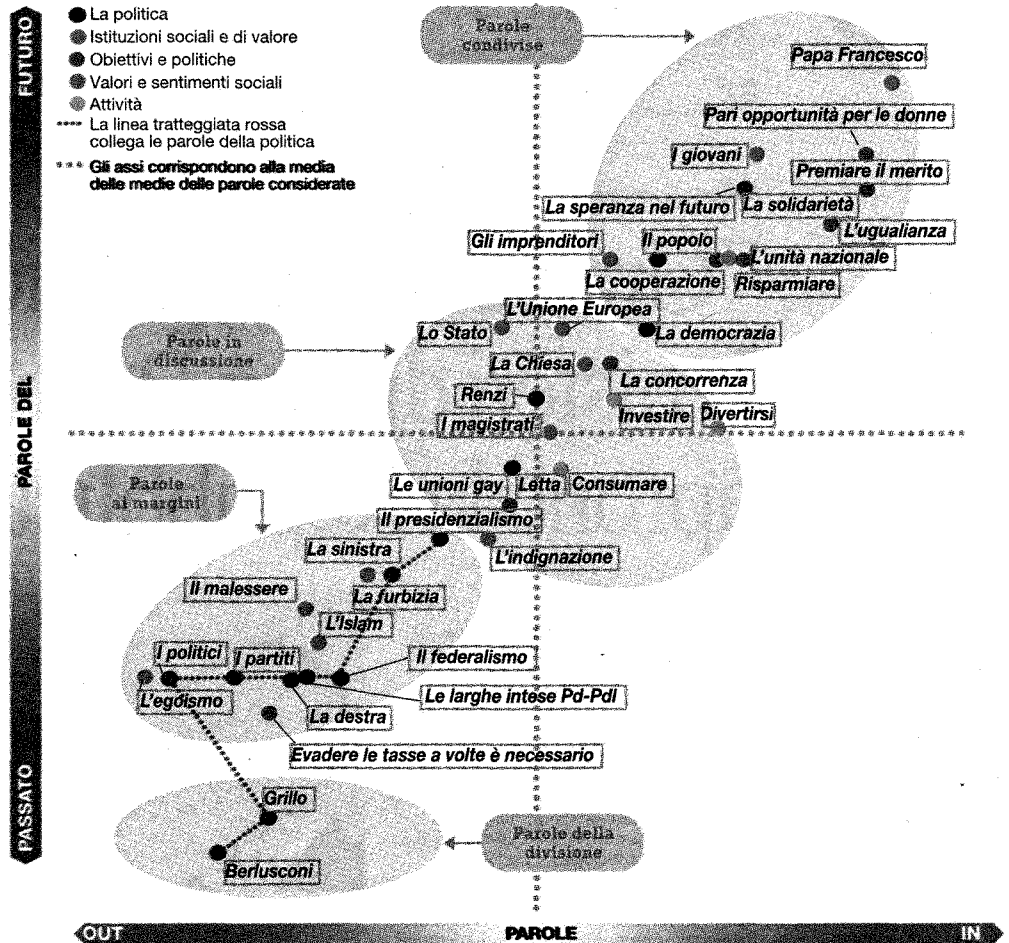 FUTURO
PAROLE DEL
PASSATO
La politica
Istituzioni sociali e di valore
Obiettivi e politiche
Valori e sentimenti sociali
Attività
La linea tratteggiata rossa
collega le parole della politica
Gli assi corrispondono alla media
delle medie delle parole considerate
Parole
condivise
Papa Francesco
Pari opportunità per le donne
I giovani
Premiare il merito
La speranza nel futuro
La solidarietà
L'ugualianza
Gli imprenditori
Il popolo
L'unità nazionale
La cooperazione
Risparmiare
L'Unione Europea
Lo Stato
La democrazia
Parole in
discussione
La Chiesa
La concorrenza
Renzi
Investire
Divertirsi
I magistrati
Parole
ai margini
Le unioni gay
Letta
Consumare
Il presidenzialismo
La sinistra
L'indignazione
Il malessere
La furbizia
L'Islam
I politici
I partiti
Il federalismo
L'egoismo
Le larghe intese Pd-Pdl
La destra
Evadere le tasse a volte è necessario
Grillo
Parole della
divisione
Berlusconi
OUT
PAROLE
IN